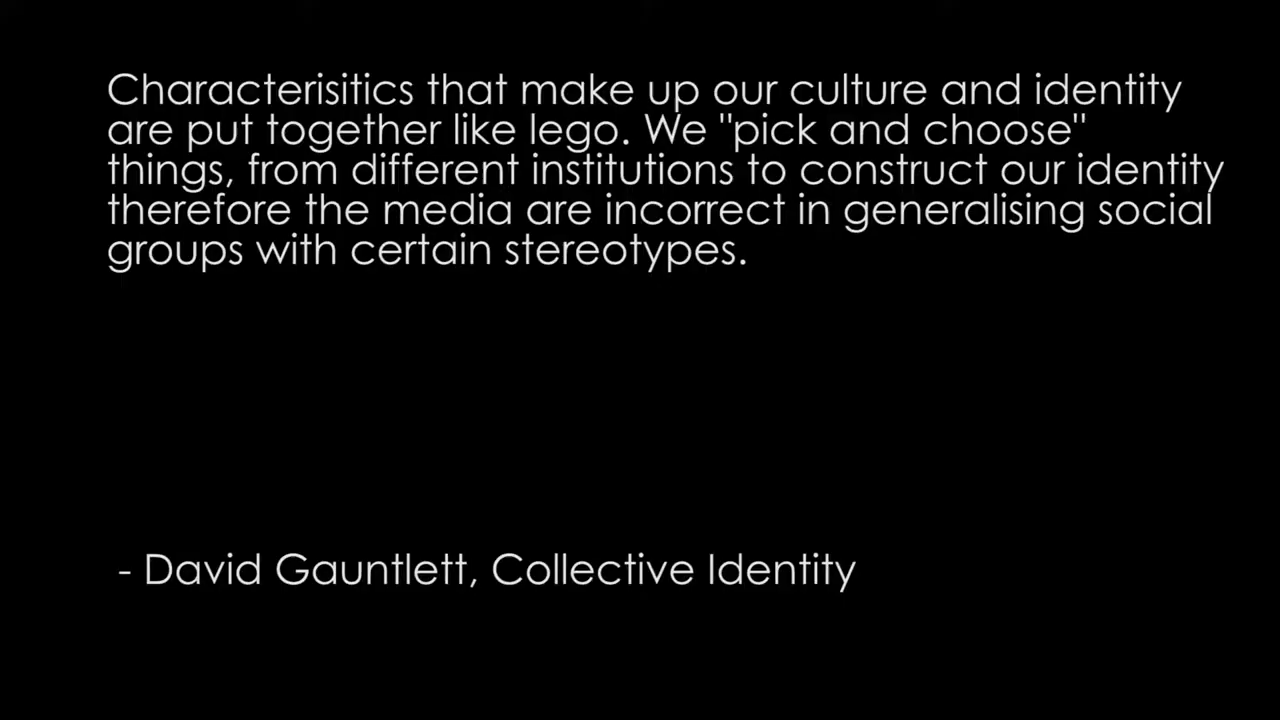 Characterisitics that make up our culture and identity
are put together like lego. We "pick and choose"
things, from different institutions to construct our identity
therefore the media are incorrect in generalising social
groups with certain stereotypes.
- David Gauntlett, Collective Identity